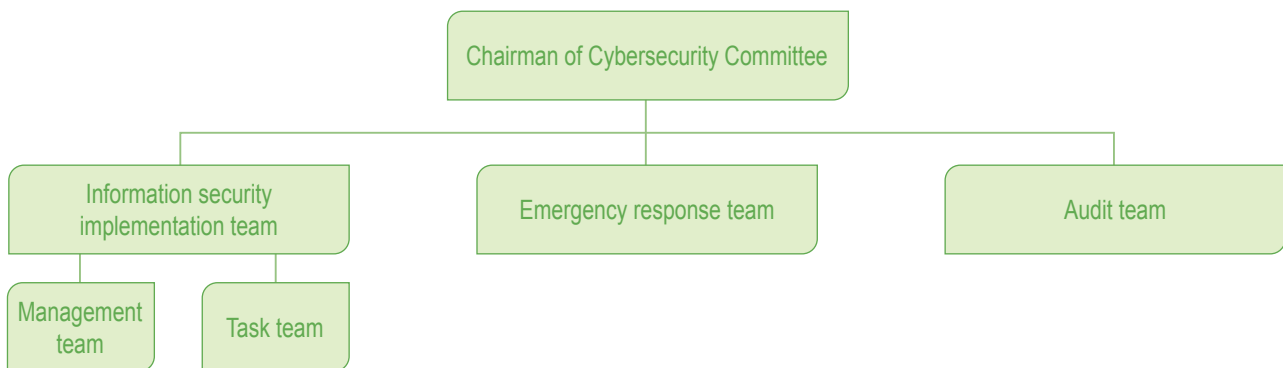 Chairman of Cybersecurity Committee
Information security
implementation team
Emergency response team
Audit team
Management
team
Task team